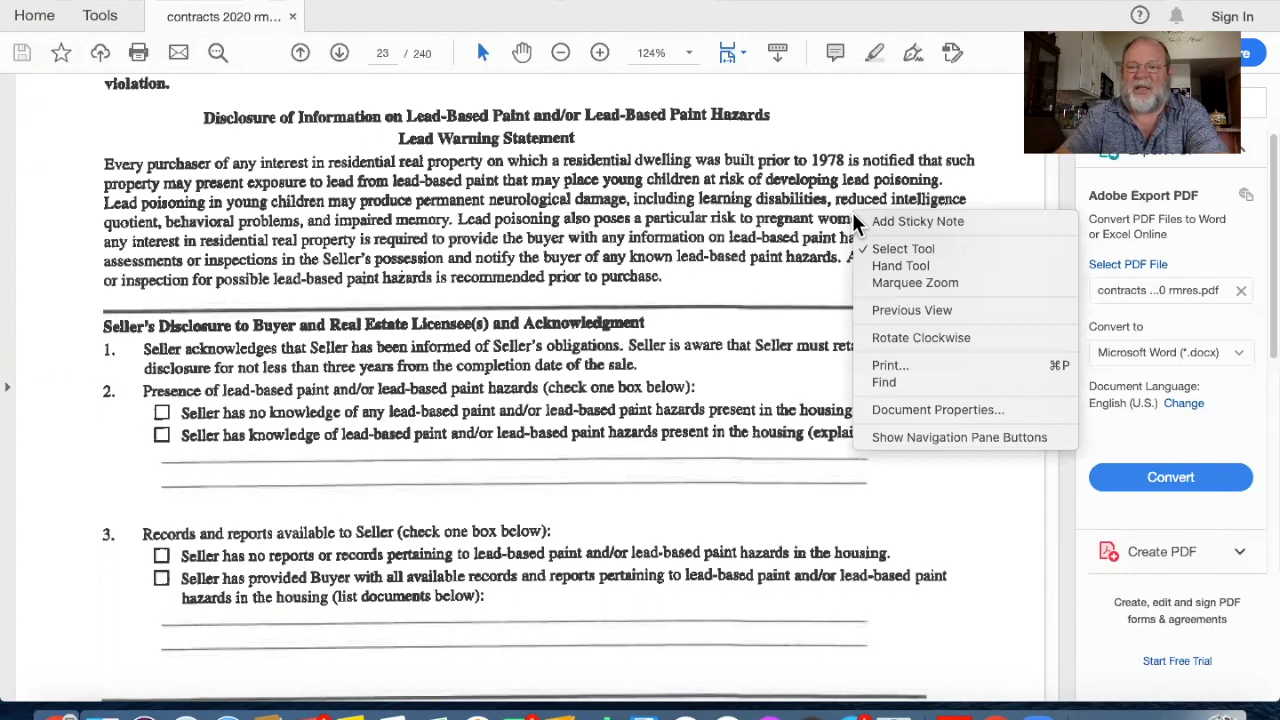 Home Tools contracts 2020 rm... × Sign In
23 / 240 124%
violation.
Disclosure of Information on Lead-Based Paint and/or Lead-Based Paint Hazards
Lead Warning Statement
Every purchaser of any interest in residential real property on which a residential dwelling was built prior to 1978 is notified that such
property may present exposure to lead from lead-based paint that may place young children at risk of developing lead poisoning.
Lead poisoning in young children may produce permanent neurological damage, including learning disabilities, reduced intelligence
quotient, behavioral problems, and impaired memory. Lead poisoning also poses a particular risk to pregnant wom
any interest in residential real property is required to provide the buyer with any information on lead-based paint ha
assessments or inspections in the Seller's possession and notify the buyer of any known lead-based paint hazards. A
or inspection for possible lead-based paint hazards is recommended prior to purchase.
Seller's Disclosure to Buyer and Real Estate Licensee(s) and Acknowledgment
1. Seller acknowledges that Seller has been informed of Seller's obligations. Seller is aware that Seller must reta
disclosure for not less than three years from the completion date of the sale.
2. Presence of lead-based paint and/or lead-based paint hazards (check one box below):
Seller has no knowledge of any lead-based paint and/or lead-based paint hazards present in the housing
Seller has knowledge of lead-based paint and/or lead-based paint hazards present in the housing (explai
3. Records and reports available to Seller (check one box below):
Seller has no reports or records pertaining to lead-based paint and/or lead-based paint hazards in the housing.
Seller has provided Buyer with all available records and reports pertaining to lead-based paint and/or lead-based paint
hazards in the housing (list documents below):
Add Sticky Note
Select Tool
Hand Tool
Marquee Zoom
Previous View
Rotate Clockwise
Print... ⌘P
Find
Document Properties...
Show Navigation Pane Buttons
Adobe Export PDF
Convert PDF Files to Word
or Excel Online
Select PDF File
contracts ...0 rmres.pdf
Convert to
Microsoft Word (*.docx)
Document Language:
English (U.S.) Change
Convert
Create PDF
Create, edit and sign PDF
forms & agreements
Start Free Trial